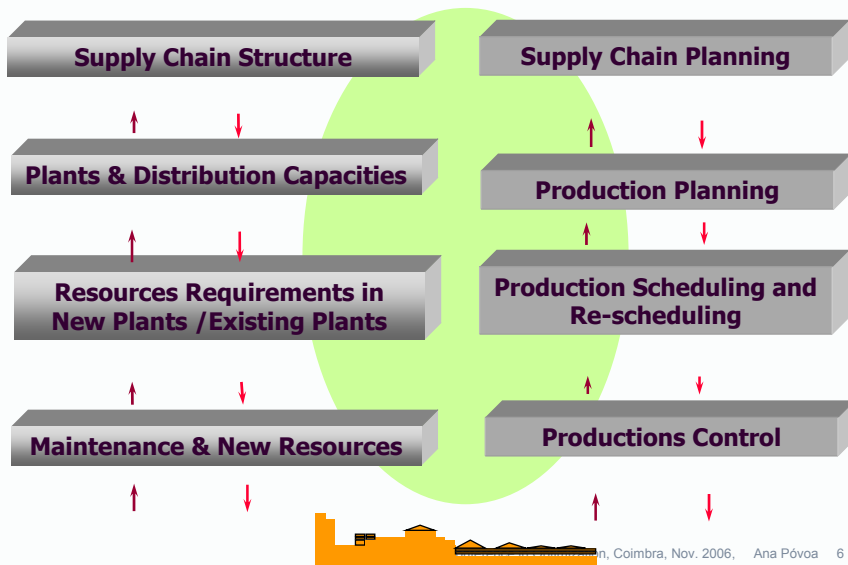 Supply Chain Structure
Plants & Distribution Capacities
Resources Requirements in
New Plants /Existing Plants
Maintenance & New Resources
Supply Chain Planning
Production Planning
Production Scheduling and
Re-scheduling
Productions Control
, Coimbra, Nov. 2006, Ana Póvoa 6